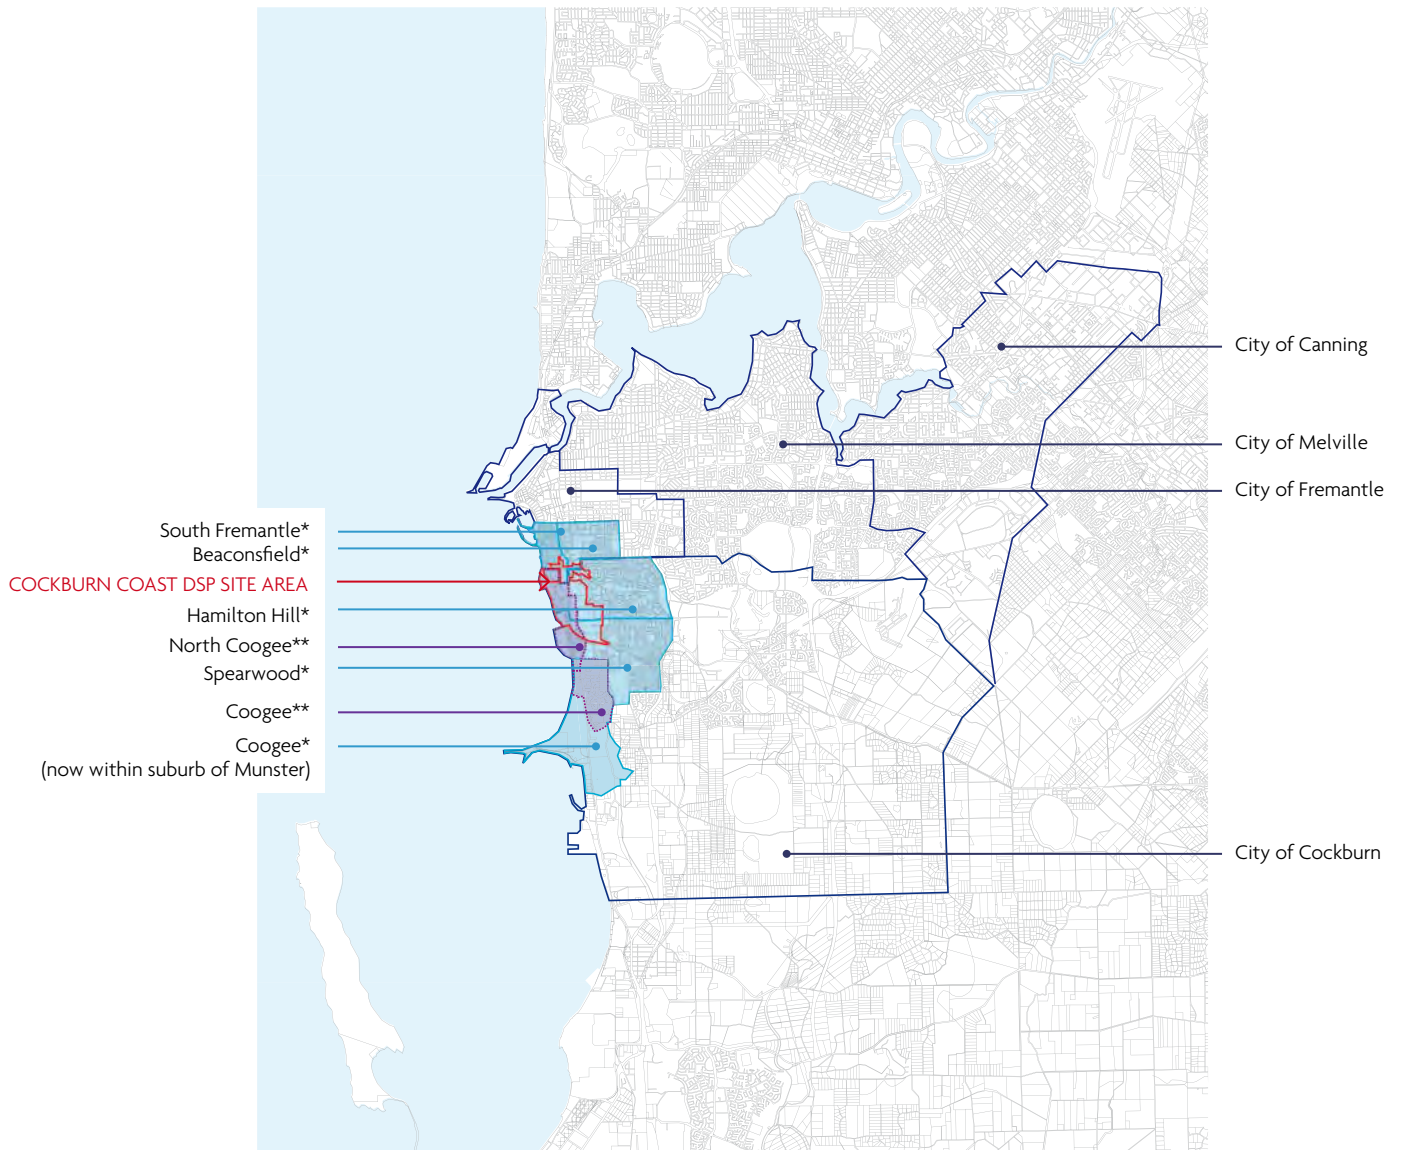 City of Canning
City of Melville
City of Fremantle
South Fremantle*
Beaconsfield*
COCKBURN COAST DSP SITE AREA
Hamilton Hill*
North Coogee**
Spearwood*
Coogee**
Coogee*
(now within suburb of Munster)
City of Cockburn